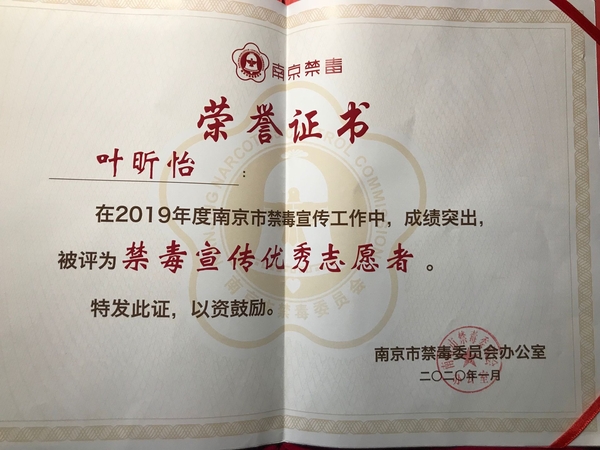 南京禁毒
荣誉证书
叶昕怡：
在2019年度南京市禁毒宣传工作中，成绩突出，
被评为禁毒宣传优秀志愿者。
特发此证，以资鼓励。
南京市禁毒委员会办公室
二〇二〇年一月